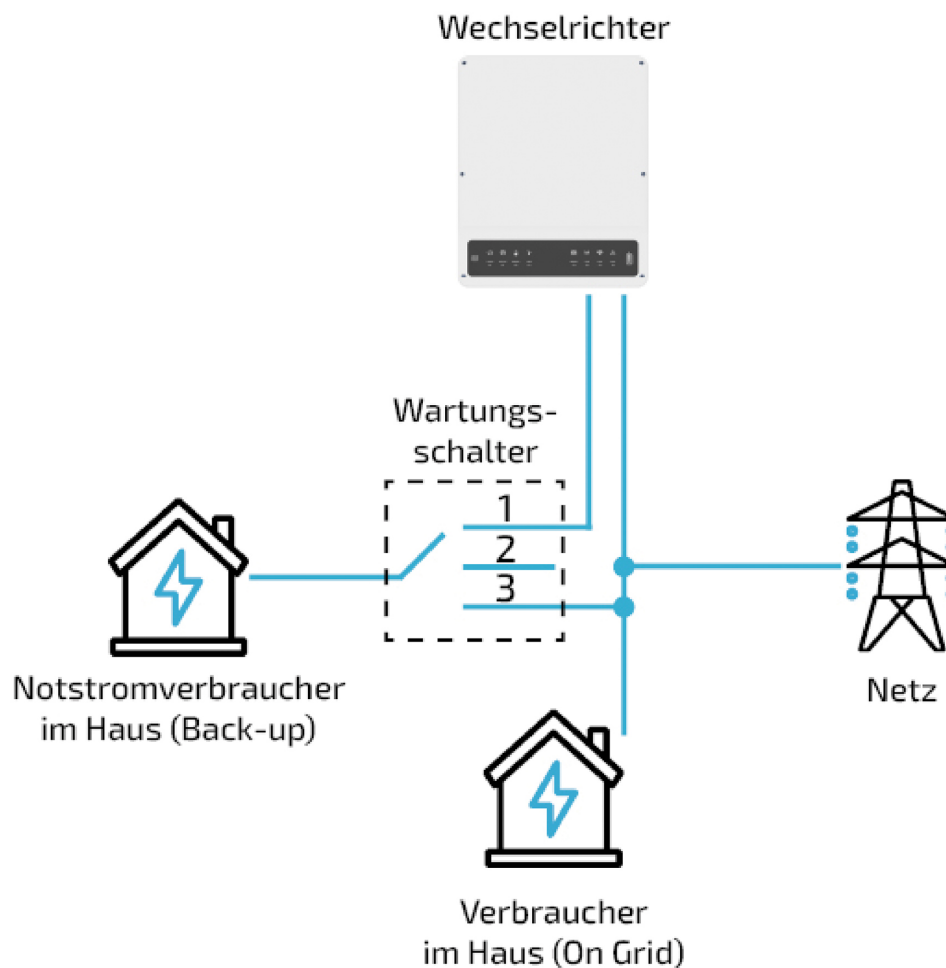 Wechselrichter
Wartungs-
schalter
1
2
3
Notstromverbraucher
im Haus (Back-up)
Netz
Verbraucher
im Haus (On Grid)